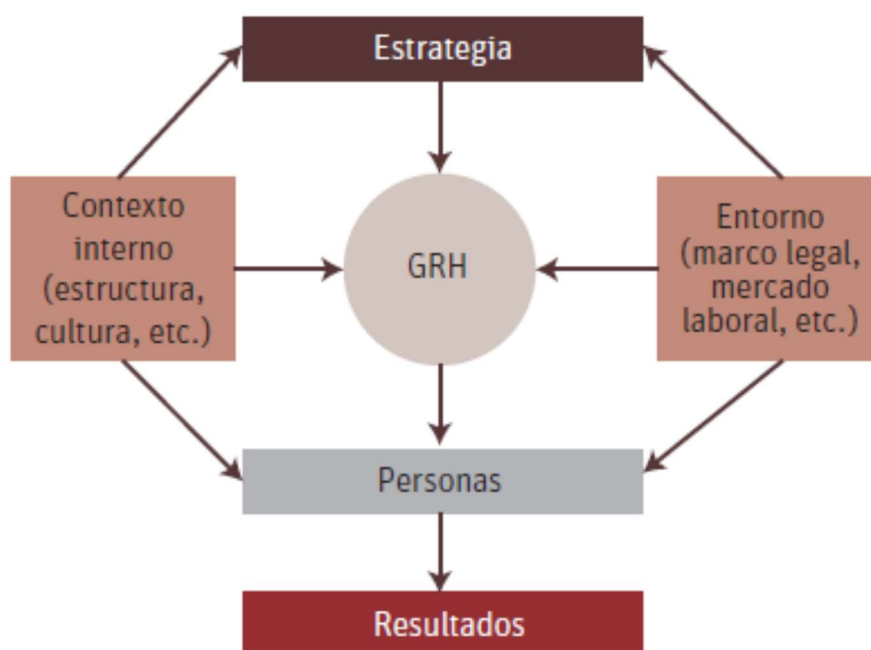 Estrategia
Contexto
interno
(estructura,
cultura, etc.)
GRH
Entorno
(marco legal,
mercado
laboral, etc.)
Personas
Resultados